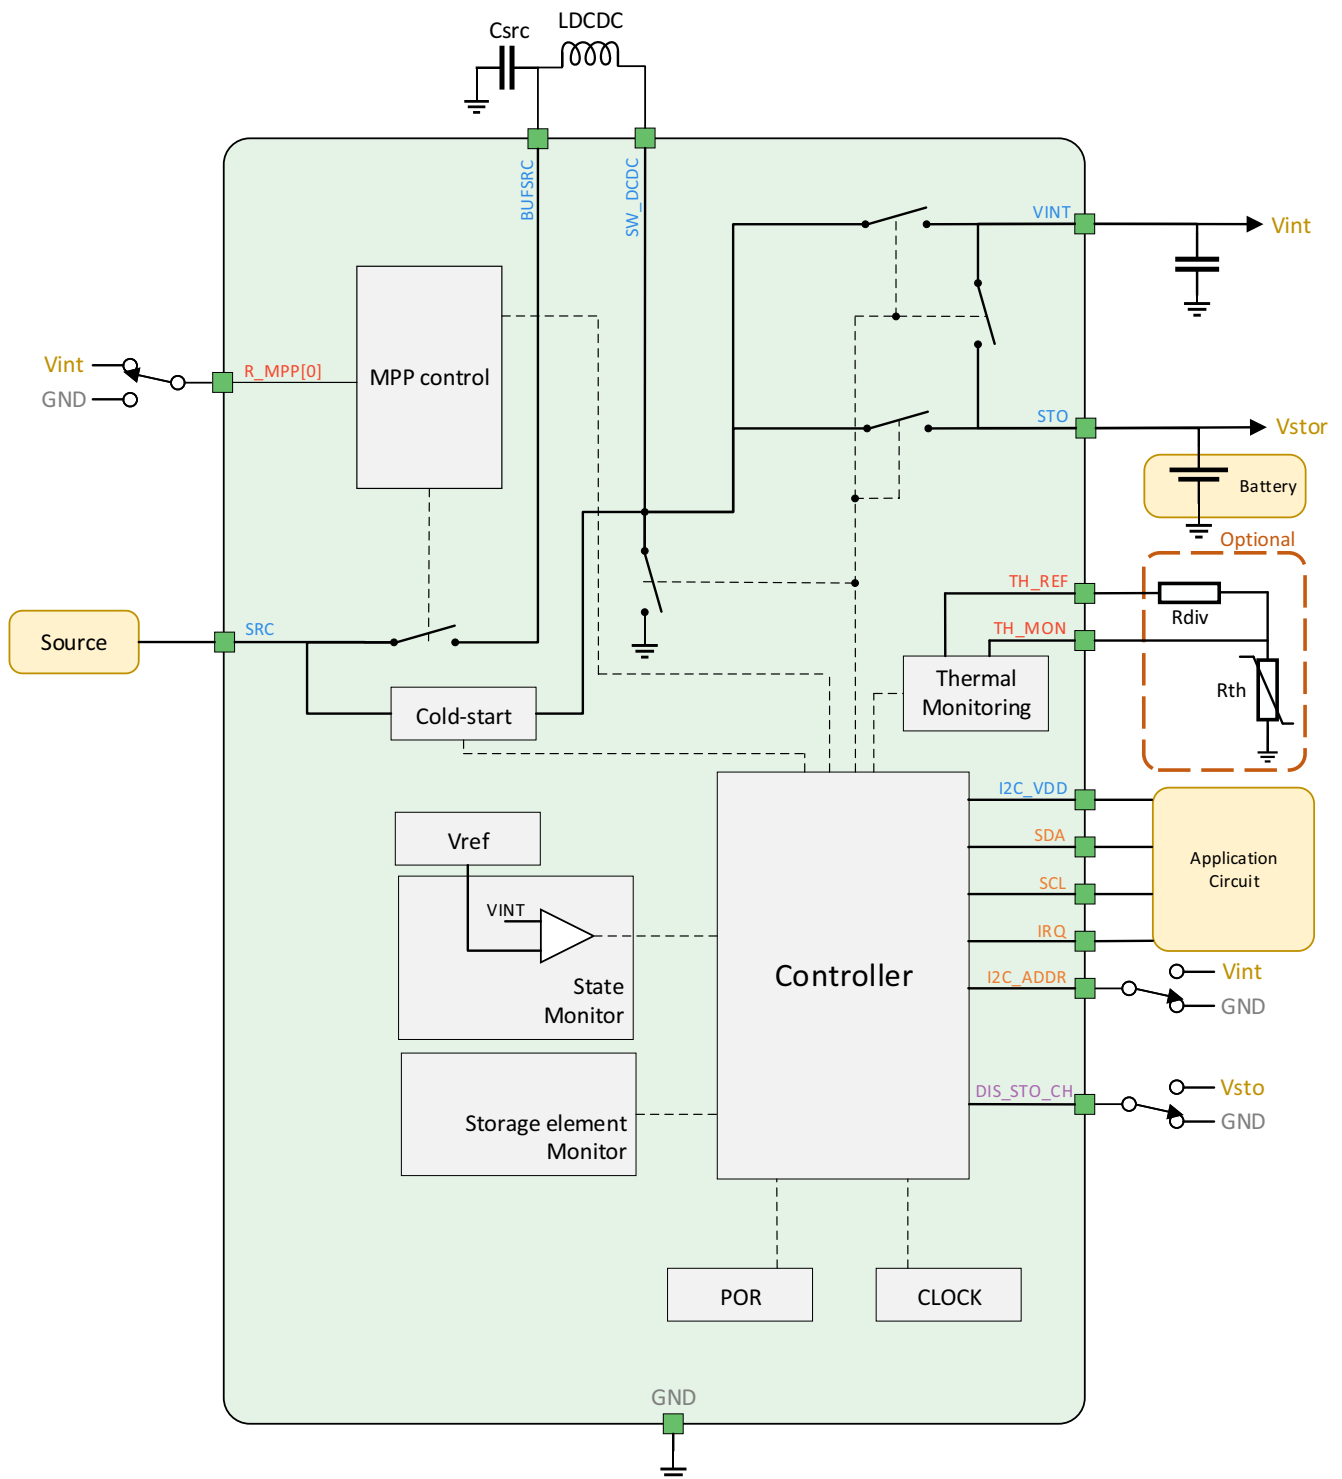 LDCDC
Csrc
BUFSRC
SW_DCDC
VINT
Vint
Vint
GND
R_MPP[0]
MPP control
STO
Vstor
Battery
Optional
TH_REF
Rdiv
TH_MON
Source
SRC
Thermal
Monitoring
Rth
Cold-start
I2C_VDD
SDA
SCL
IRQ
I2C_ADDR
Application
Circuit
Vref
VINT
State
Monitor
Controller
Vint
GND
DIS_STO_CH
Vsto
GND
Storage element
Monitor
POR
CLOCK
GND